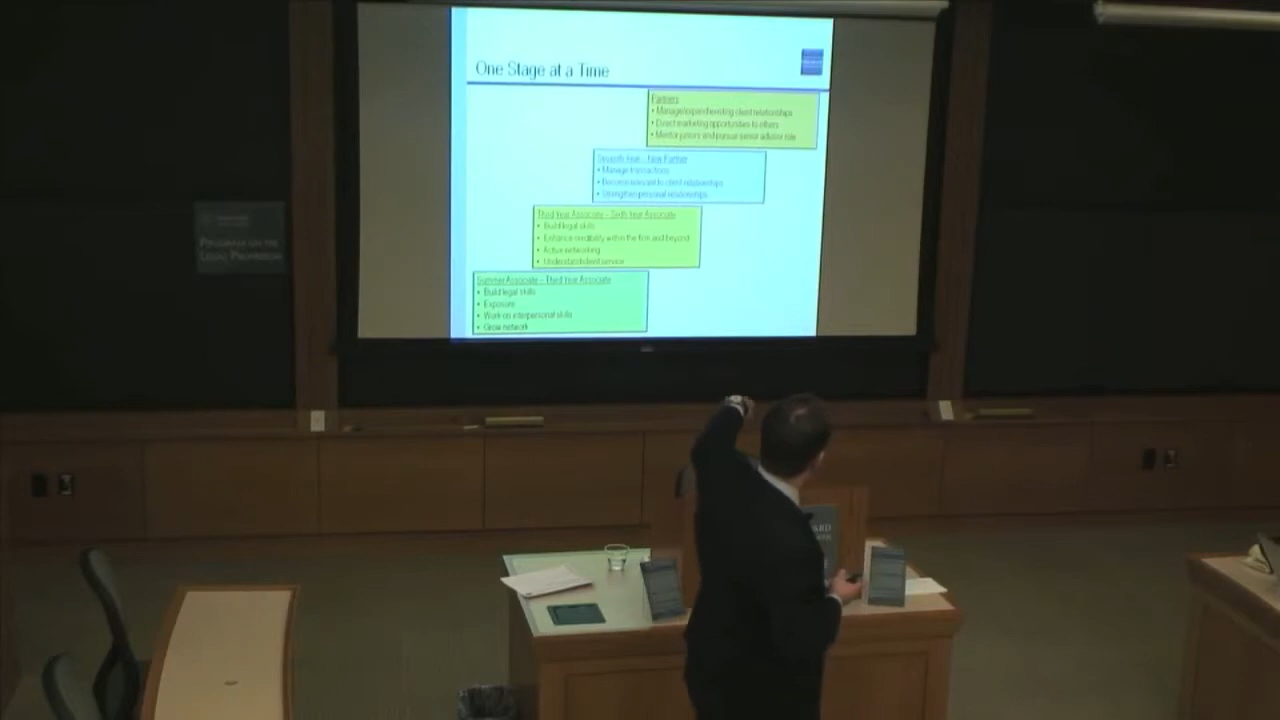 One Stage at a Time
Partners
• Manage/expand existing client relationships
• Direct marketing opportunities to others
• Mentor juniors and pursue senior advisor role
Seventh Year – New Partner
• Manage transactions
• Become relevant to client relationships
• Strengthen personal relationships
Third Year Associate – Sixth Year Associate
• Build legal skills
• Enhance credibility within the firm and beyond
• Active networking
• Understand client service
Summer Associate – Third Year Associate
• Build legal skills
• Exposure
• Work on interpersonal skills
• Grow network
PROGRAM ON THE
LEGAL PROFESSION